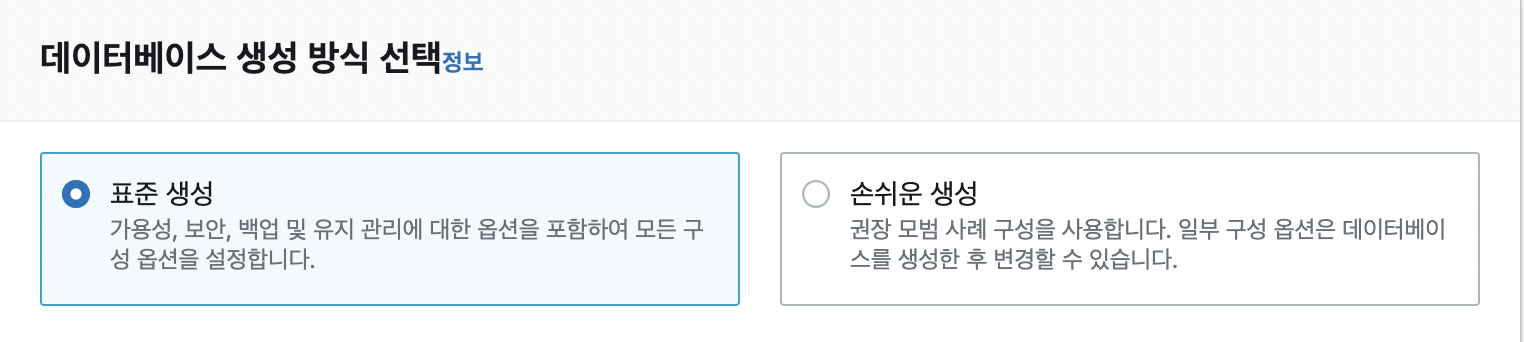 데이터베이스 생성 방식 선택정보
표준 생성
가용성, 보안, 백업 및 유지 관리에 대한 옵션을 포함하여 모든 구
성 옵션을 설정합니다.
손쉬운 생성
권장 모범 사례 구성을 사용합니다. 일부 구성 옵션은 데이터베이
스를 생성한 후 변경할 수 있습니다.